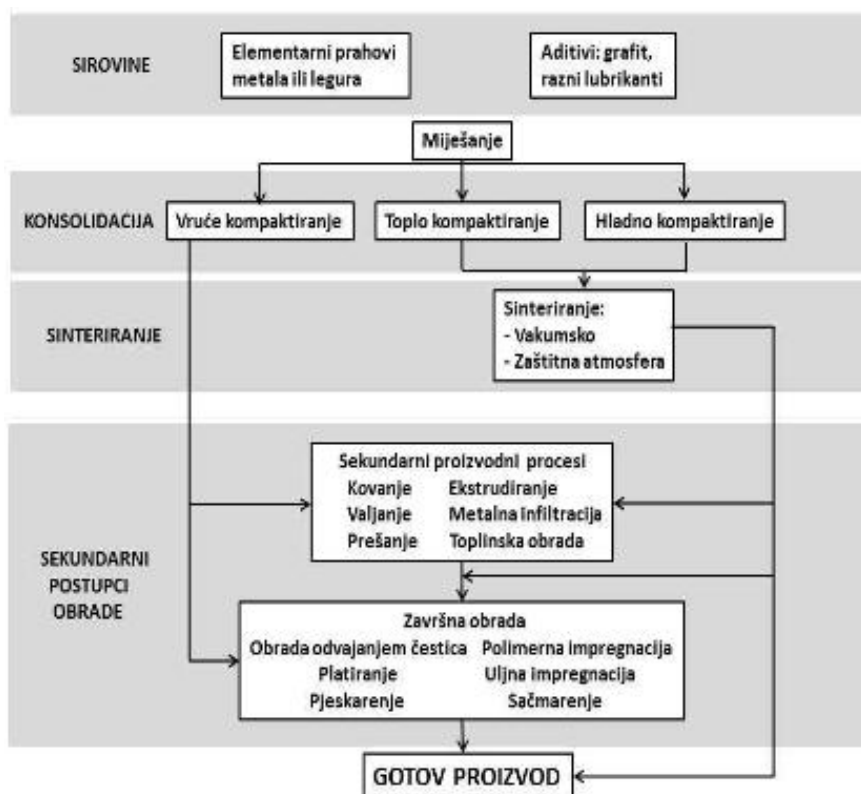 SIROVINE
Elementarni prahovi
metala ili legura
Aditivi: grafit,
razni lubrikanti
Miješanje
KONSOLIDACIJA
Vruće kompaktiranje
Toplo kompaktiranje
Hladno kompaktiranje
SINTERIRANJE
Sinteriranje:
- Vakumsko
- Zaštitna atmosfera
SEKUNDARNI
POSTUPCI
OBRADE
Sekundarni proizvodni procesi
Kovanje Ekstrudiranje
Valjanje Metalna infiltracija
Prešanje Toplinska obrada
Završna obrada
Obrada odvajanjem čestica Polimerna impregnacija
Platiranje Uljna impregnacija
Pjeskarenje Sačmarenje
GOTOV PROIZVOD